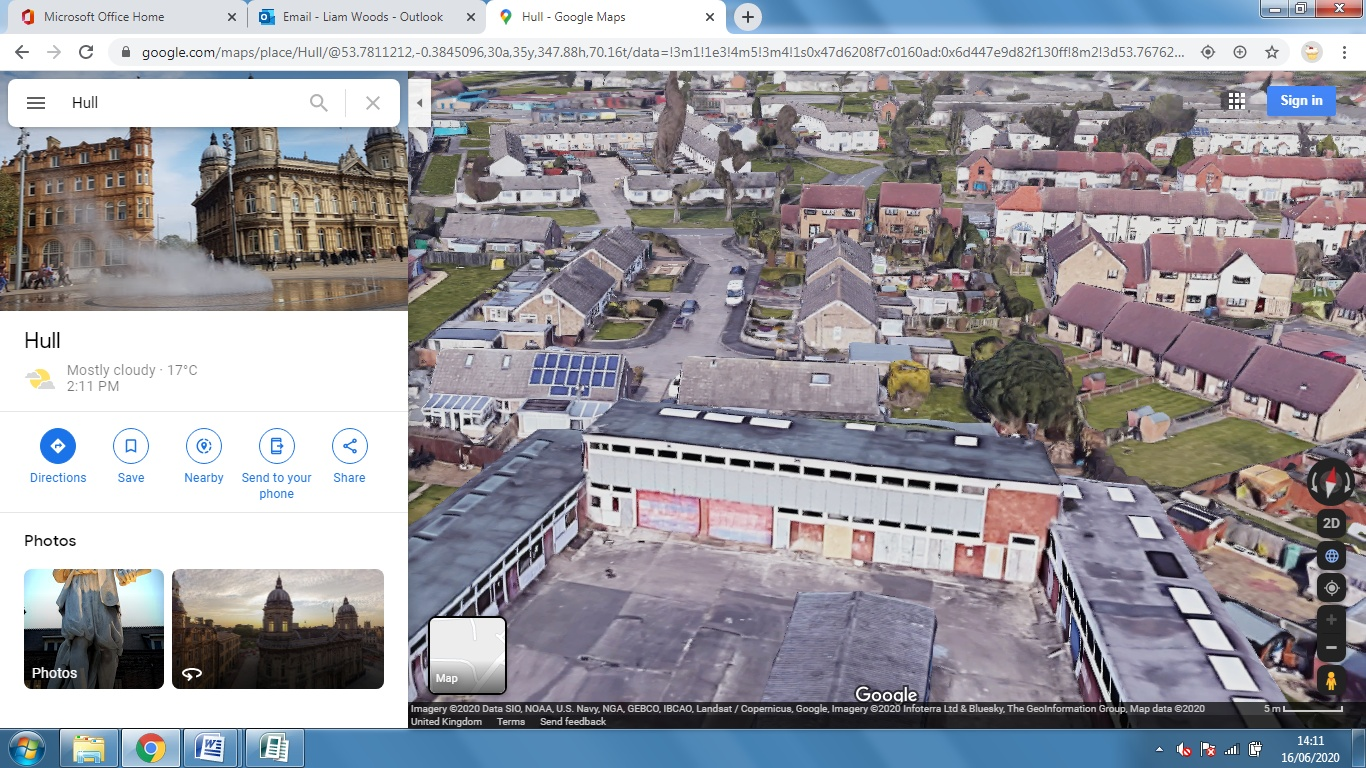 Microsoft Office Home
Email - Liam Woods - Outlook
Hull - Google Maps
google.com/maps/place/Hull/@53.7811212,-0.3845096,30a,35y,347.88h,70.16t/data=!3m1!1e3!4m5!3m4!1s0x47d6208f7c0160ad:0x6d447e9d82f130ff!8m2!3d53.76762...
Hull
Sign in
Hull
Mostly cloudy · 17°C
2:11 PM
Directions
Save
Nearby
Send to your
phone
Share
Photos
Photos
2D
Map
Google
Imagery ©2020 Data SIO, NOAA, U.S. Navy, NGA, GEBCO, IBCAO, Landsat / Copernicus, Google, Imagery ©2020 Infoterra Ltd & Bluesky, The GeoInformation Group, Map data ©2020
5 m
United Kingdom Terms Send feedback
14:11
16/06/2020